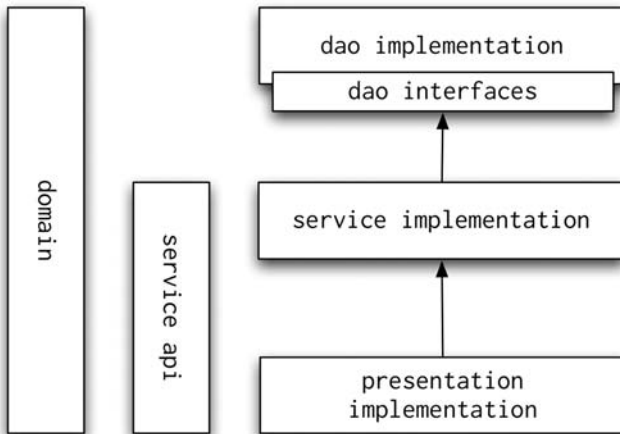 dao implementation
dao interfaces
domain
service api
service implementation
presentation
implementation